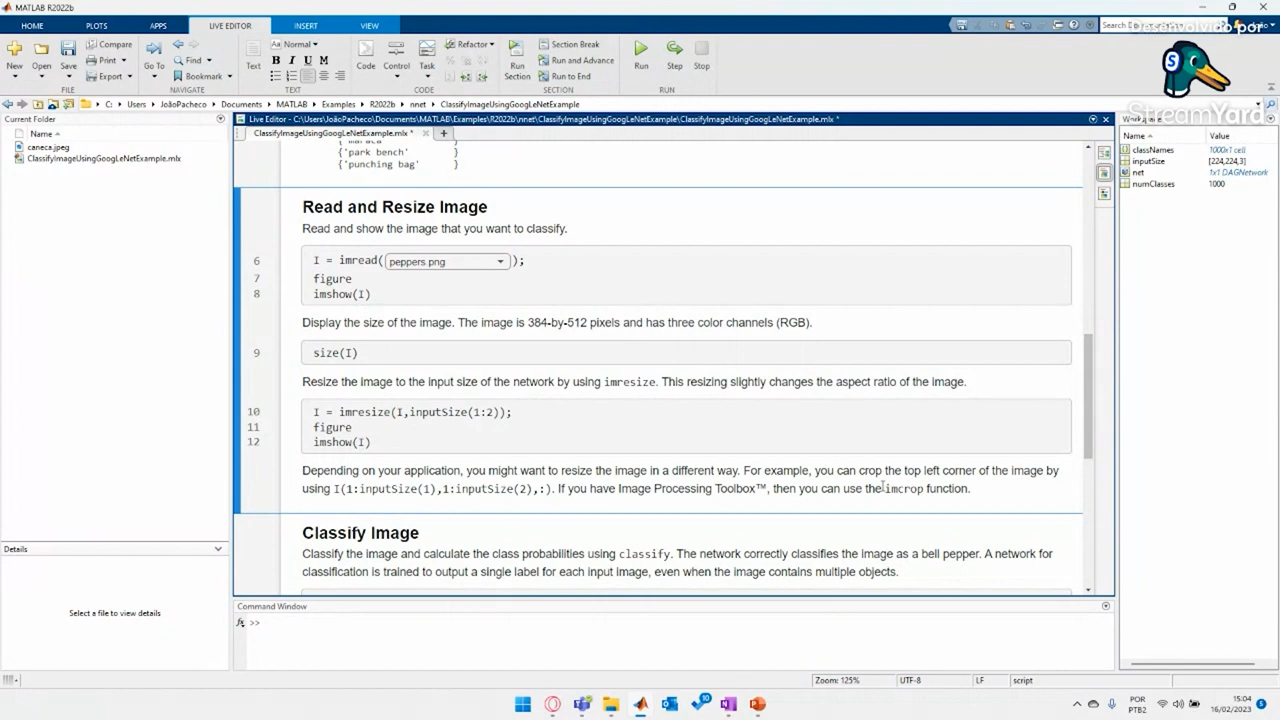 MATLAB R2022b
HOME PLOTS APPS LIVE EDITOR INSERT VIEW
Desenvolvido por
StreamYard
New Open Save Compare Print Export
Go To Find Bookmark
Text Normal B I U M
Code Control Task Refactor
Run Section Section Break Run and Advance Run to End
Run Step Stop
FILE NAVIGATE TEXT CODE SECTION RUN
C: Users JoãoPacheco Documents MATLAB Examples R2022b nnet ClassifyImageUsingGoogLeNetExample
Current Folder
Name
caneca.jpeg
ClassifyImageUsingGoogLeNetExample.mlx
Details
Select a file to view details
Live Editor - C:\Users\JoãoPacheco\Documents\MATLAB\Examples\R2022b\nnet\ClassifyImageUsingGoogLeNetExample\ClassifyImageUsingGoogLeNetExample.mlx *
ClassifyImageUsingGoogLeNetExample.mlx *
{'park bench' }
{'punching bag' }
Read and Resize Image
Read and show the image that you want to classify.
6 I = imread( peppers.png );
7 figure
8 imshow(I)
Display the size of the image. The image is 384-by-512 pixels and has three color channels (RGB).
9 size(I)
Resize the image to the input size of the network by using imresize. This resizing slightly changes the aspect ratio of the image.
10 I = imresize(I,inputSize(1:2));
11 figure
12 imshow(I)
Depending on your application, you might want to resize the image in a different way. For example, you can crop the top left corner of the image by
using I(1:inputSize(1),1:inputSize(2),:). If you have Image Processing Toolbox™, then you can use the imcrop function.
Classify Image
Classify the image and calculate the class probabilities using classify. The network correctly classifies the image as a bell pepper. A network for
classification is trained to output a single label for each input image, even when the image contains multiple objects.
Command Window
fx >>
Name Value
classNames 1000x1 cell
inputSize [224,224,3]
net 1x1 DAGNetwork
numClasses 1000
Zoom: 125% UTF-8 LF script
10
POR
PTB2
15:04
16/02/2023